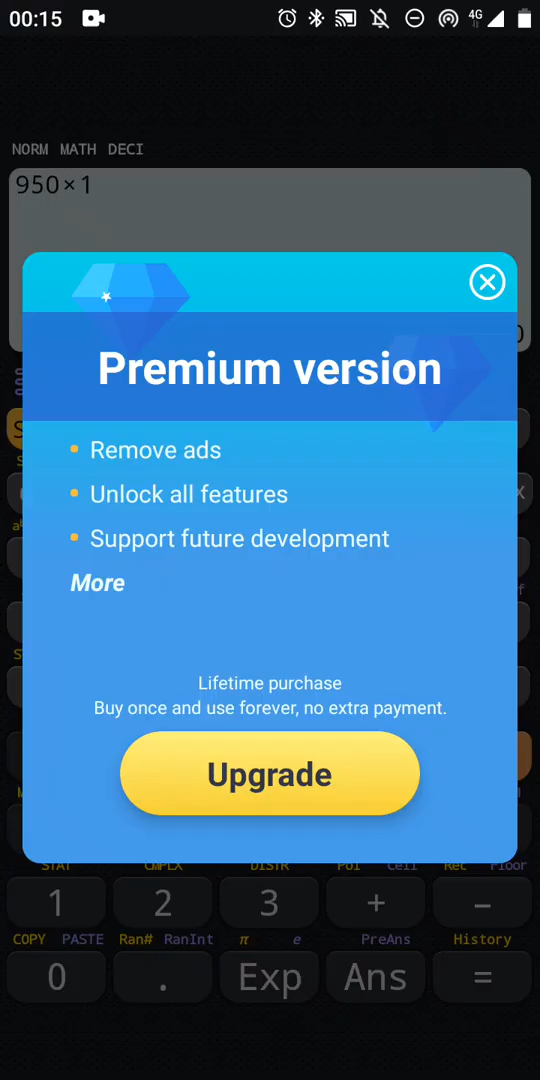 00:15 4G
NORM MATH DECI
950×1
Premium version
Remove ads
Unlock all features
Support future development
More
Lifetime purchase
Buy once and use forever, no extra payment.
Upgrade
STAT CMPLX DISTR Pol Ceil Rec Floor
1 2 3 + −
COPY PASTE Ran# RanInt π e PreAns History
0 . Exp Ans =